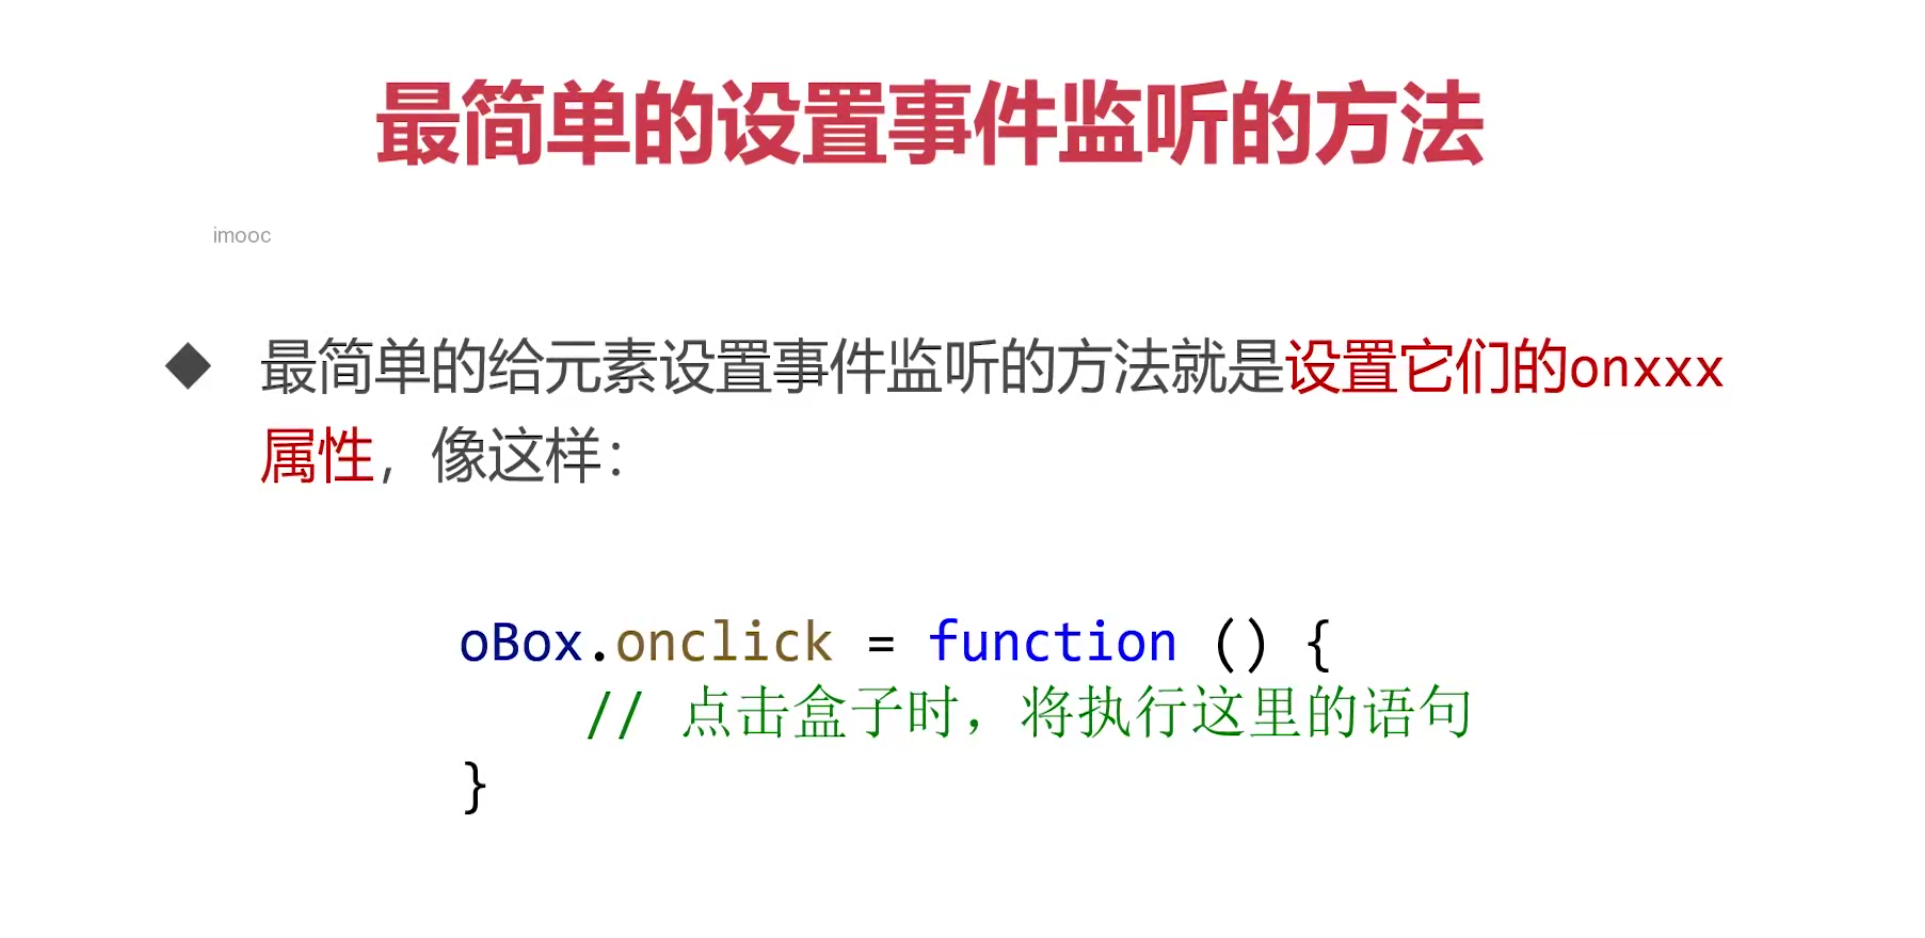 最简单的设置事件监听的方法
imooc
◆ 最简单的给元素设置事件监听的方法就是设置它们的onxxx
属性，像这样：
oBox.onclick = function () {
    // 点击盒子时，将执行这里的语句
}